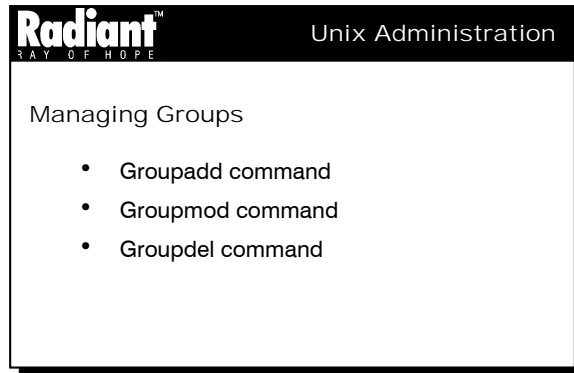 Radiant™
RAY OF HOPE
Unix Administration
Managing Groups
• Groupadd command
• Groupmod command
• Groupdel command